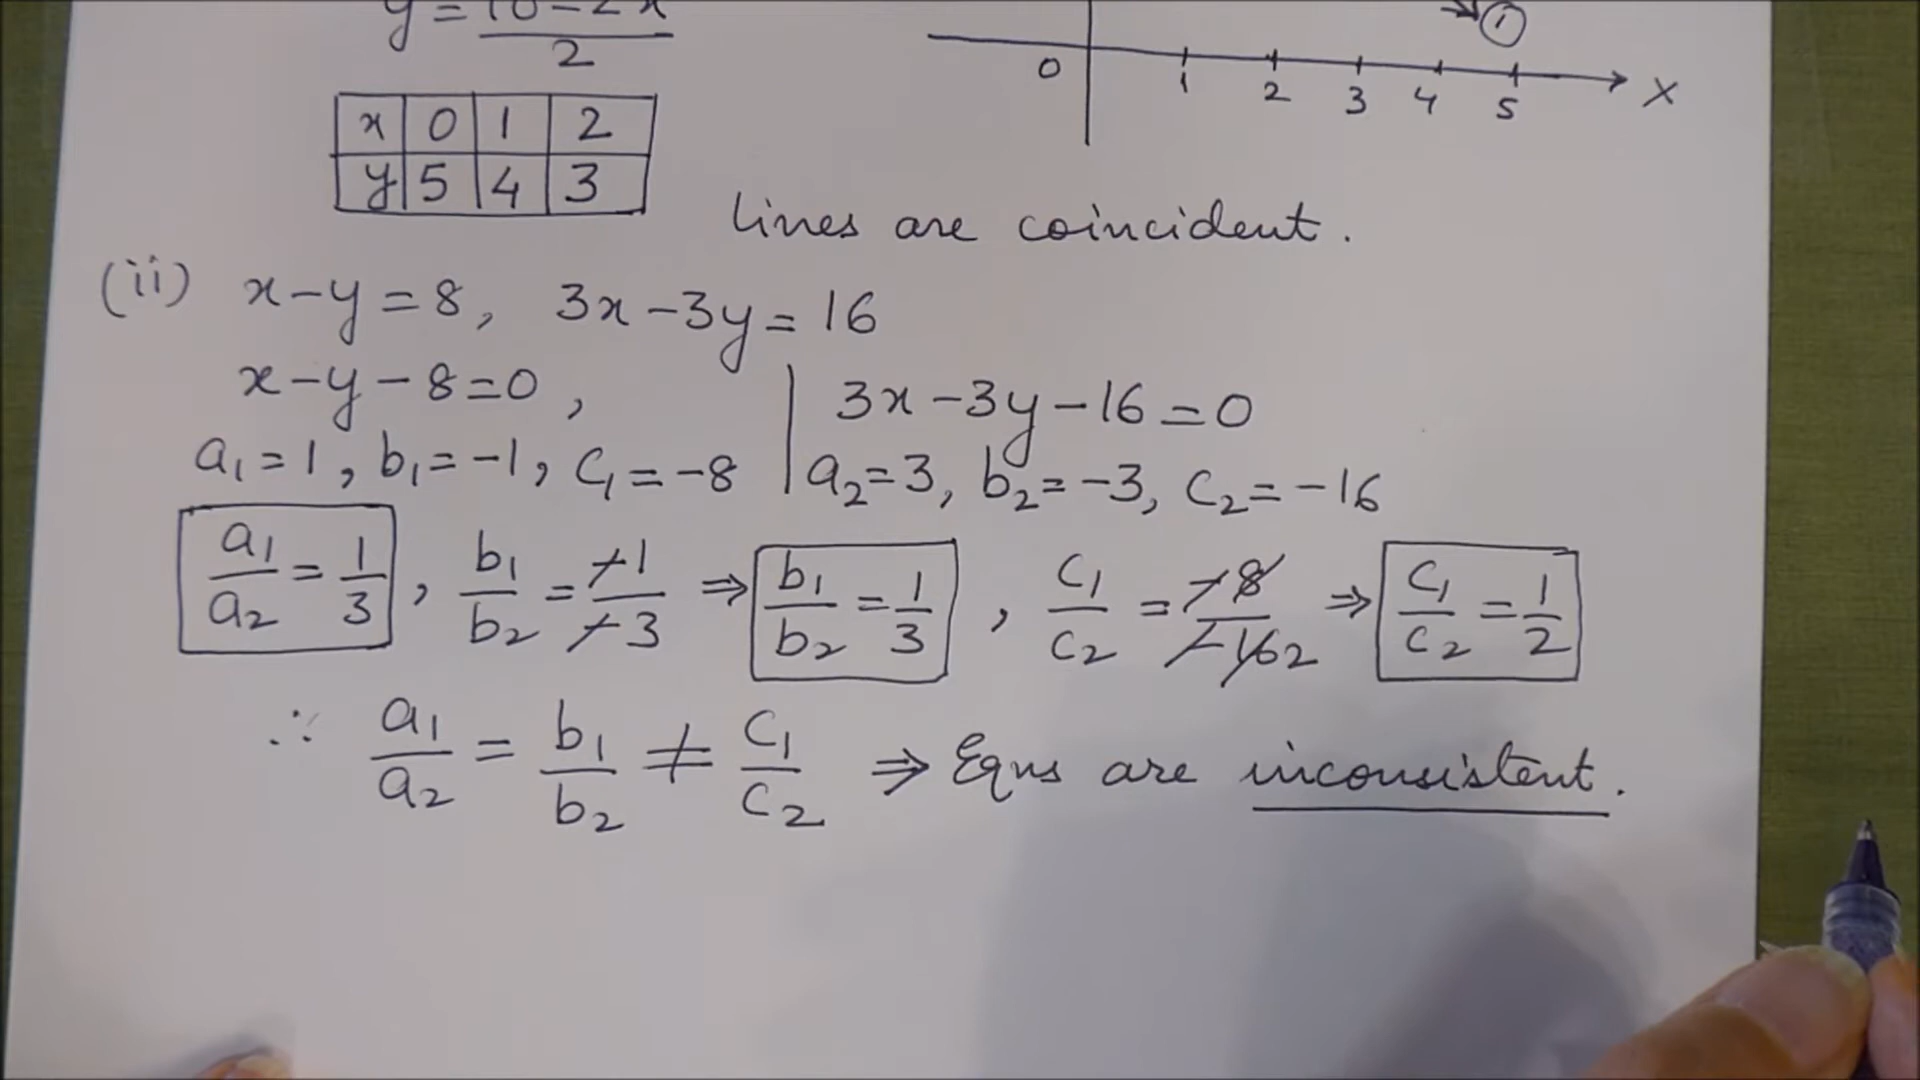 y = 10-2x / 2
1
0 1 2 3 4 5 X
x 0 1 2
y 5 4 3
lines are coincident.
(ii) x-y=8, 3x-3y=16
x-y-8=0, 3x-3y-16=0
a₁=1, b₁=-1, c₁=-8 a₂=3, b₂=-3, c₂=-16
a₁/a₂ = 1/3, b₁/b₂ = -1/-3 ⇒ b₁/b₂ = 1/3, c₁/c₂ = -8/-16 2 ⇒ c₁/c₂ = 1/2
∵ a₁/a₂ = b₁/b₂ ≠ c₁/c₂ ⇒ Eqns are inconsistent.